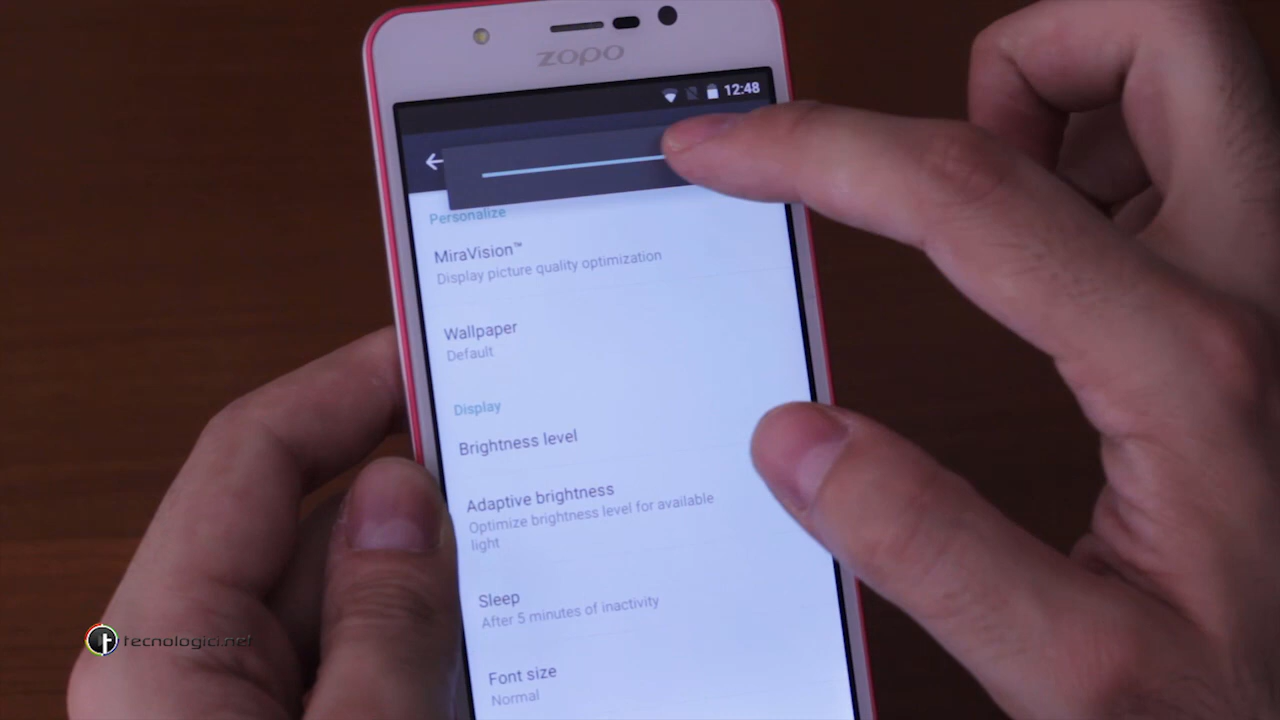 ZOPO
12:48
Personalize
MiraVision™
Display picture quality optimization
Wallpaper
Default
Display
Brightness level
Adaptive brightness
Optimize brightness level for available
light
Sleep
After 5 minutes of inactivity
Font size
Normal
tecnologici.net